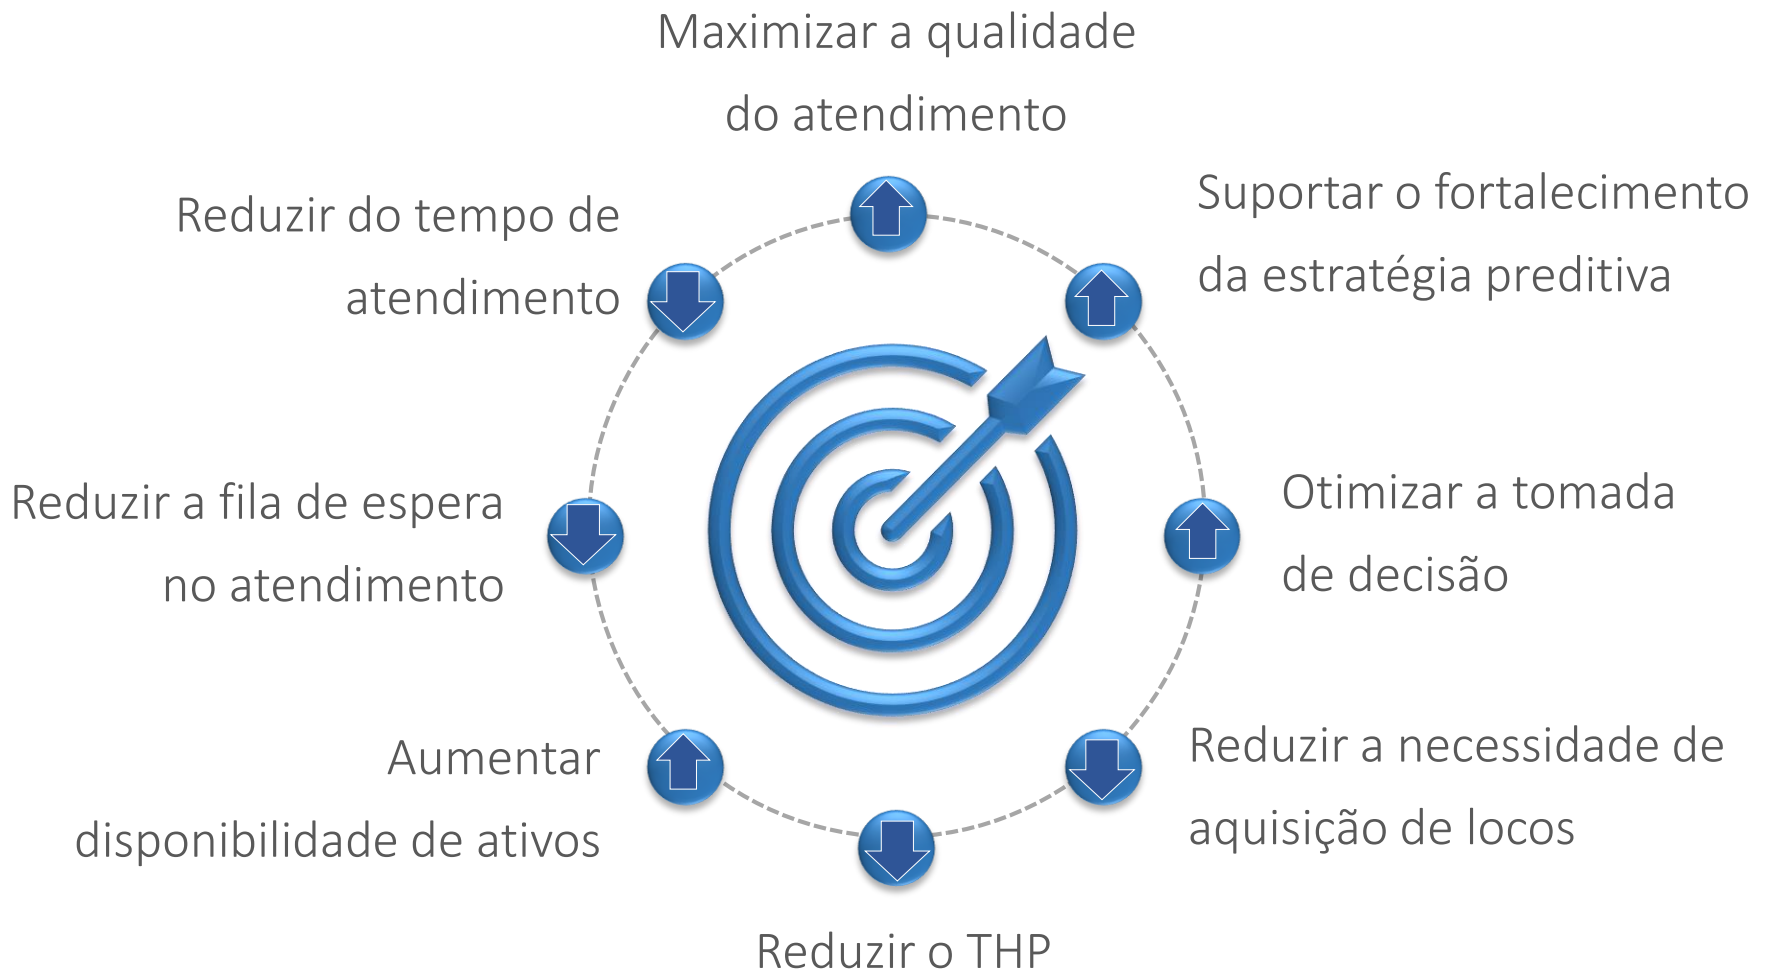 Maximizar a qualidade
do atendimento
Suportar o fortalecimento
da estratégia preditiva
Otimizar a tomada
de decisão
Reduzir a necessidade de
aquisição de locos
Reduzir o THP
Aumentar
disponibilidade de ativos
Reduzir a fila de espera
no atendimento
Reduzir do tempo de
atendimento